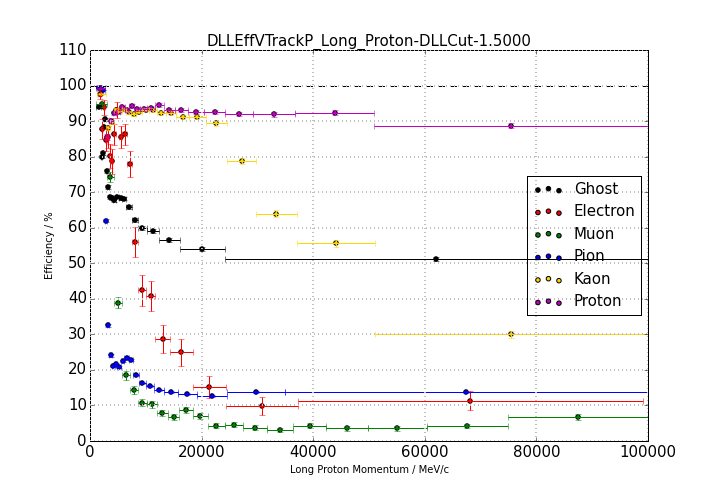 DLLEffVTrackP_Long_Proton-DLLCut-1.5000
110
100
90
80
70
60
50
40
30
20
10
0
Efficiency / %
Ghost
Electron
Muon
Pion
Kaon
Proton
0 20000 40000 60000 80000 100000
Long Proton Momentum / MeV/c